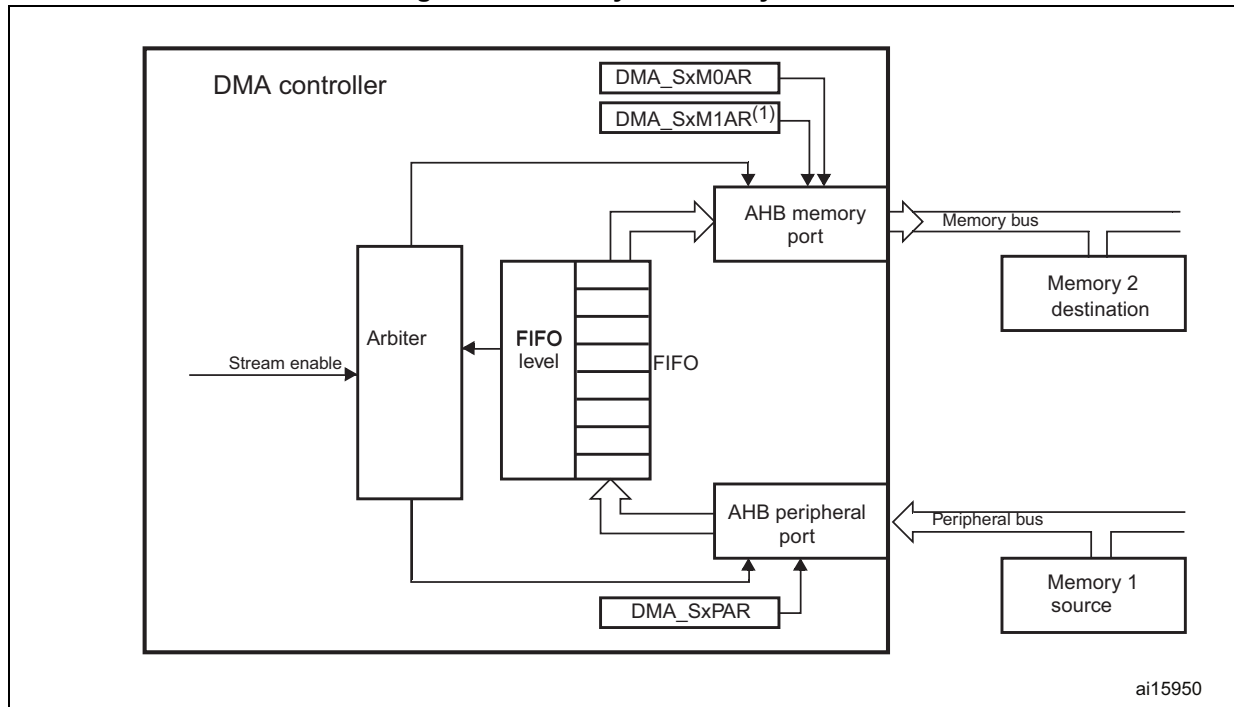 DMA controller
DMA_SxM0AR
DMA_SxM1AR(1)
AHB memory
port
Memory bus
Memory 2
destination
Arbiter
FIFO
level
FIFO
Stream enable
AHB peripheral
port
Peripheral bus
Memory 1
source
DMA_SxPAR
ai15950